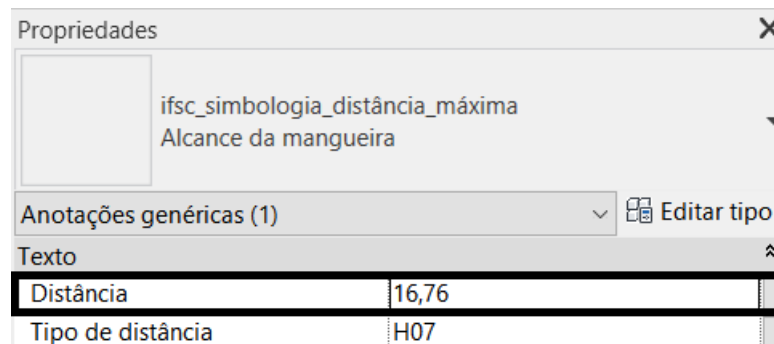 Propriedades
ifsc_simbologia_distância_máxima
Alcance da mangueira
Anotações genéricas (1)
Editar tipo
Texto
Distância 16,76
Tipo de distância H07